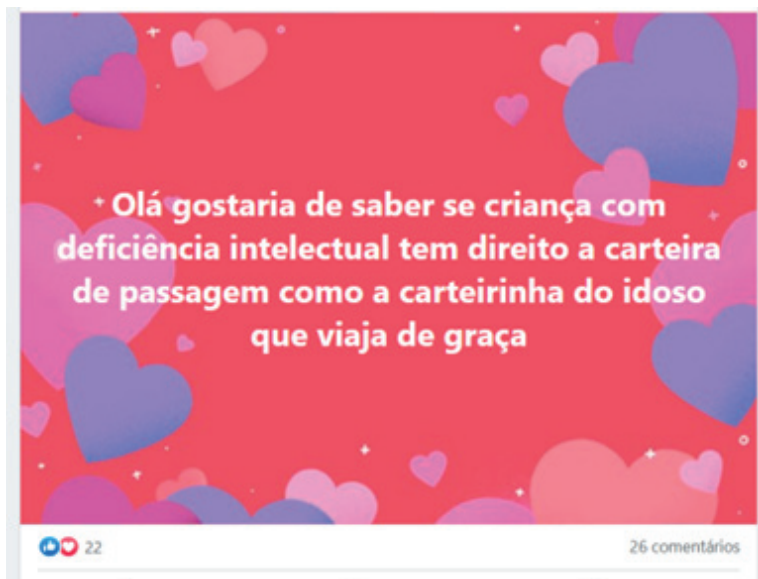 Olá gostaria de saber se criança com
deficiência intelectual tem direito a carteira
de passagem como a carteirinha do idoso
que viaja de graça
22
26 comentários